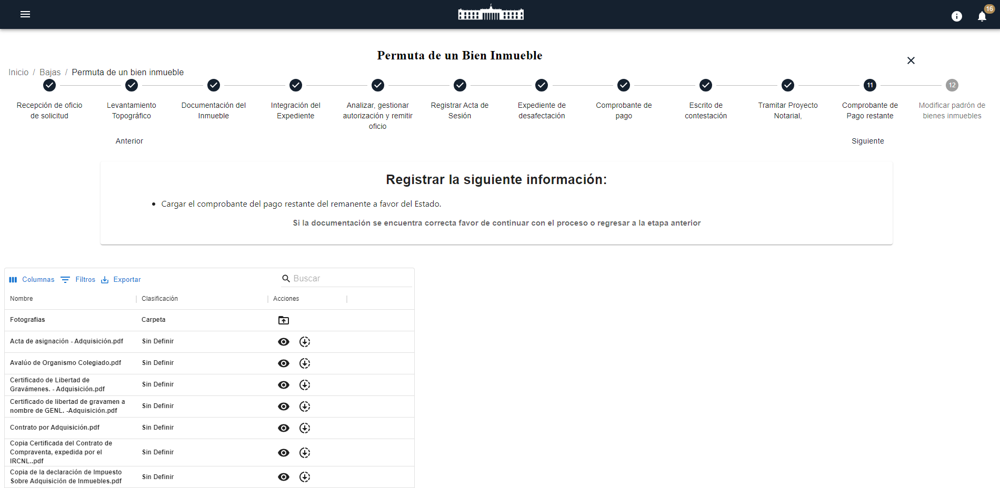 16
Permuta de un Bien Inmueble
Inicio / Bajas / Permuta de un bien inmueble
11
12
Recepción de oficio
de solicitud
Levantamiento
Topográfico
Documentación del
Inmueble
Integración del
Expediente
Analizar, gestionar
autorización y remitir
oficio
Registrar Acta de
Sesión
Expediente de
desafectación
Comprobante de
pago
Escrito de
contestación
Tramitar Proyecto
Notarial,
Comprobante de
Pago restante
Modificar padrón de
bienes inmuebles
Anterior
Siguiente
Registrar la siguiente información:
• Cargar el comprobante del pago restante del remanente a favor del Estado.
Si la documentación se encuentra correcta favor de continuar con el proceso o regresar a la etapa anterior
Columnas Filtros Exportar
Buscar
Nombre Clasificación Acciones
Fotografias Carpeta
Acta de asignación - Adquisición.pdf Sin Definir
Avalúo de Organismo Colegiado.pdf Sin Definir
Certificado de Libertad de
Gravámenes. - Adquisición.pdf
Sin Definir
Certificado de libertad de gravamen a
nombre de GENL. -Adquisición.pdf
Sin Definir
Contrato por Adquisición.pdf Sin Definir
Copia Certificada del Contrato de
Compraventa, expedida por el
IRCNL..pdf
Sin Definir
Copia de la declaración de Impuesto
Sobre Adquisición de Inmuebles.pdf
Sin Definir